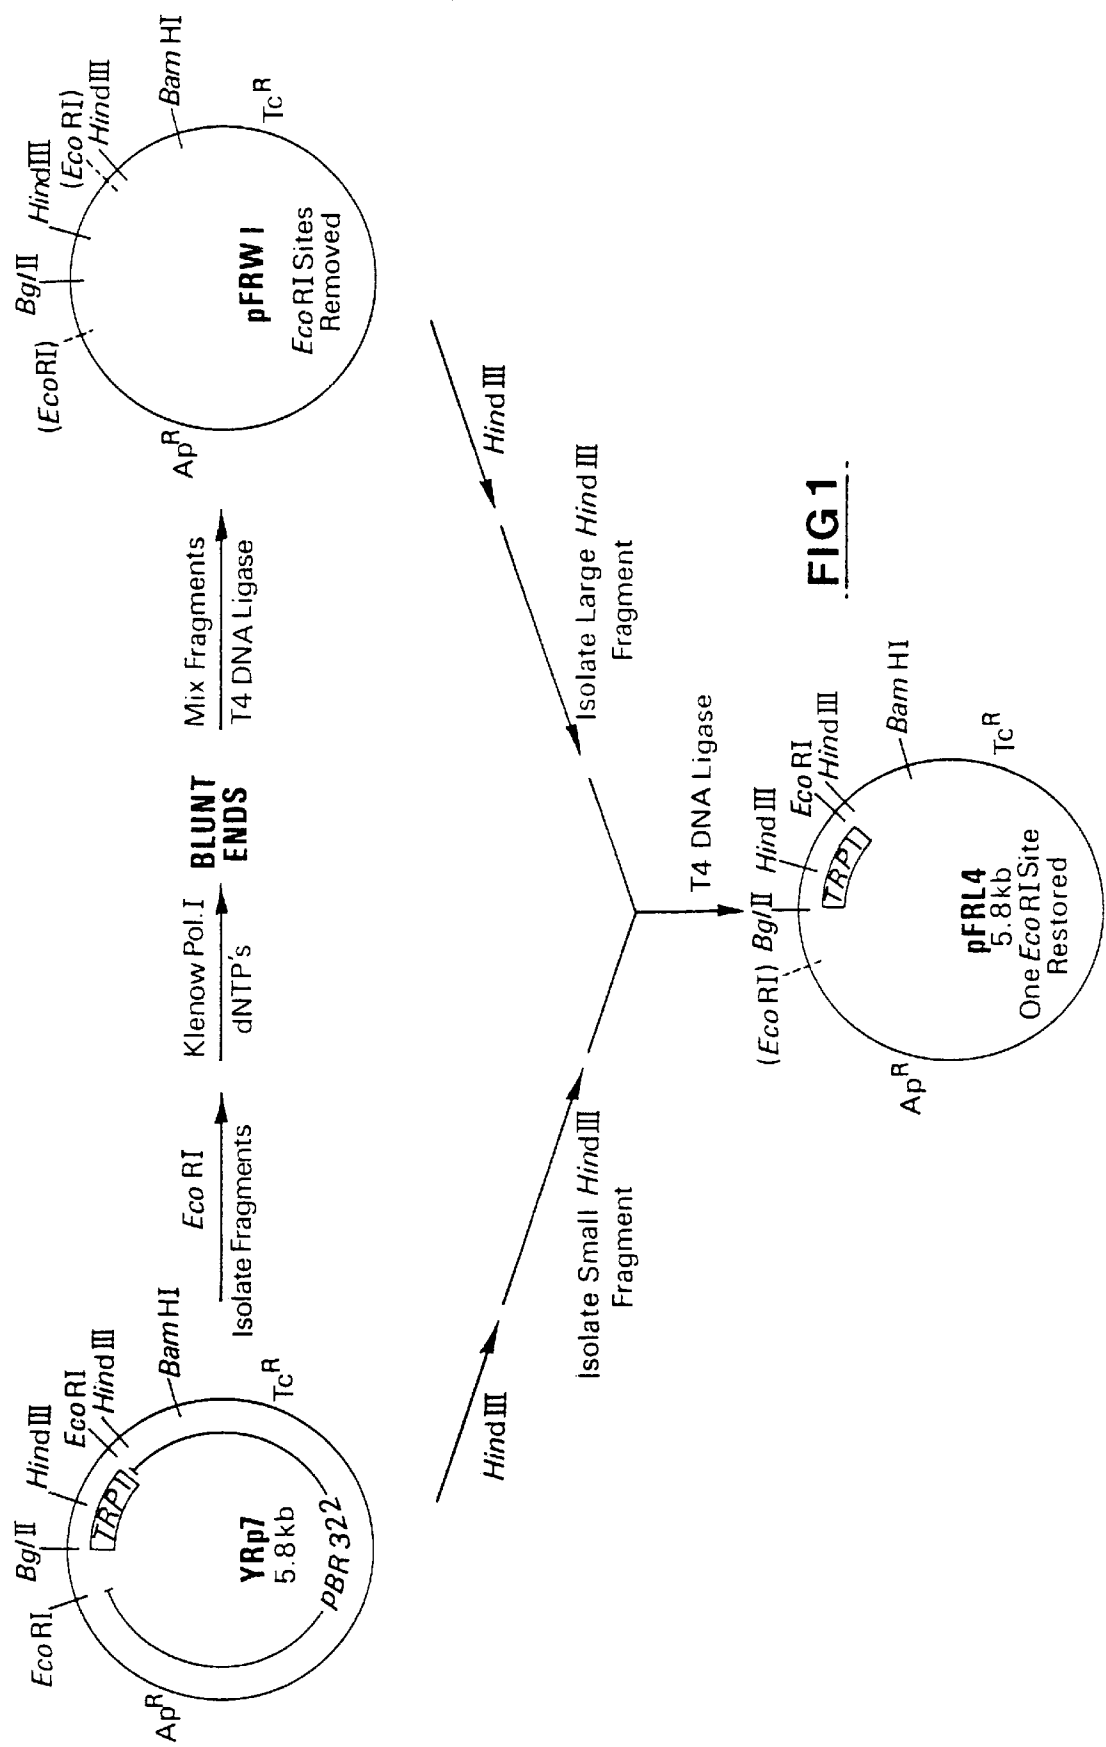 EcoRI
BglII
HindIII
EcoRI
HindIII
BamHI
TcR
ApR
TRP1
YRp7
5.8kb
pBR322
EcoRI
Isolate Fragments
Klenow Pol.I
dNTP's
BLUNT
ENDS
Mix Fragments
T4 DNA Ligase
(EcoRI)
BglII
HindIII
(EcoRI)
HindIII
BamHI
TcR
ApR
pFRW1
EcoRI Sites
Removed
HindIII
Isolate Small HindIII
Fragment
HindIII
Isolate Large HindIII
Fragment
T4 DNA Ligase
(EcoRI)
BglII
HindIII
EcoRI
HindIII
BamHI
TcR
ApR
TRP1
pFRL4
5.8kb
One EcoRI Site
Restored
FIG 1